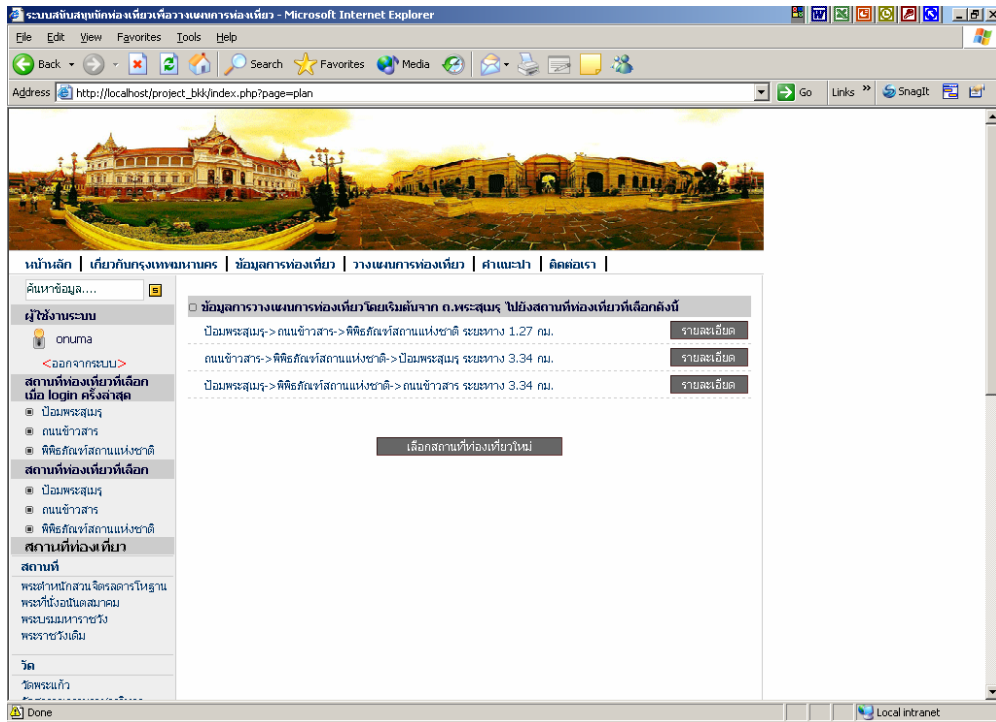 ระบบสนับสนุนนักท่องเที่ยวเพื่อวางแผนการท่องเที่ยว - Microsoft Internet Explorer
File Edit View Favorites Tools Help
Back Search Favorites Media
Address http://localhost/project_bkk/index.php?page=plan Go Links » SnagIt
หน้าหลัก | เกี่ยวกับกรุงเทพมหานคร | ข้อมูลการท่องเที่ยว | วางแผนการท่องเที่ยว | คำแนะนำ | ติดต่อเรา |
ค้นหาข้อมูล....
ผู้ใช้งานระบบ
onuma
<ออกจากระบบ>
สถานที่ท่องเที่ยวที่เลือก
เมื่อ login ครั้งล่าสุด
ป้อมพระสุเมรุ
ถนนข้าวสาร
พิพิธภัณฑ์สถานแห่งชาติ
สถานที่ท่องเที่ยวที่เลือก
ป้อมพระสุเมรุ
ถนนข้าวสาร
พิพิธภัณฑ์สถานแห่งชาติ
สถานที่ท่องเที่ยว
สถานที่
พระตำหนักสวนจิตรลดารโหฐาน
พระที่นั่งอนันตสมาคม
พระบรมมหาราชวัง
พระราชวังเดิม
วัด
วัดพระแก้ว
ข้อมูลการวางแผนการท่องเที่ยวโดยเริ่มต้นจาก ถ.พระสุเมรุ ไปยังสถานที่ท่องเที่ยวที่เลือกดังนี้
ป้อมพระสุเมรุ->ถนนข้าวสาร->พิพิธภัณฑ์สถานแห่งชาติ ระยะทาง 1.27 กม. รายละเอียด
ถนนข้าวสาร->พิพิธภัณฑ์สถานแห่งชาติ->ป้อมพระสุเมรุ ระยะทาง 3.34 กม. รายละเอียด
ป้อมพระสุเมรุ->พิพิธภัณฑ์สถานแห่งชาติ->ถนนข้าวสาร ระยะทาง 3.34 กม. รายละเอียด
เลือกสถานที่ท่องเที่ยวใหม่
Done Local intranet